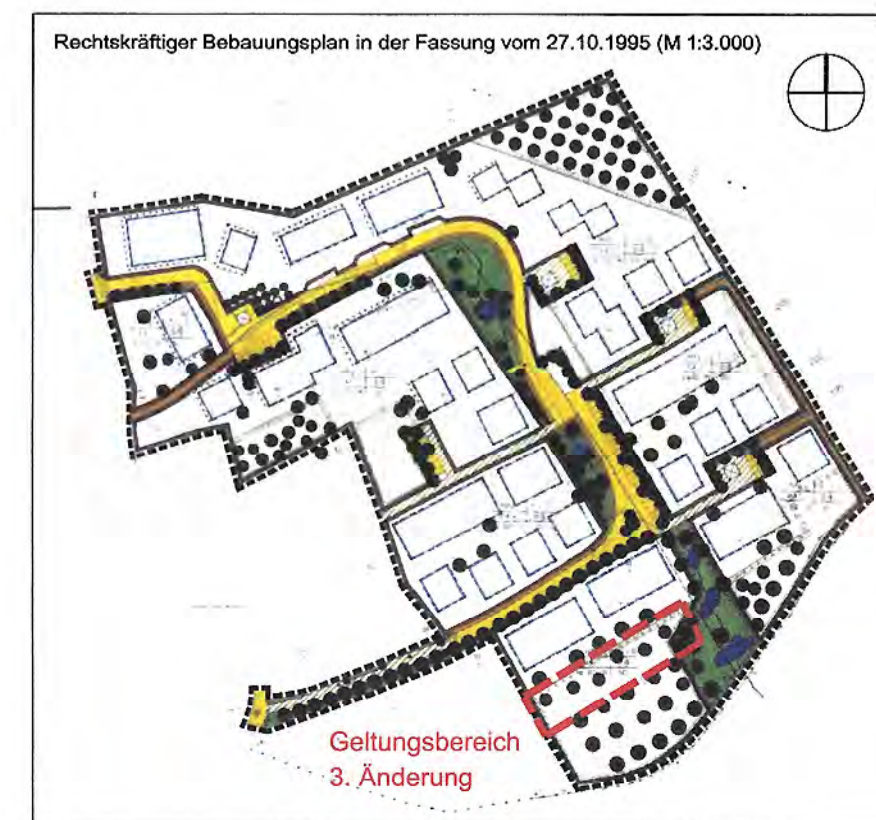 Rechtskräftiger Bebauungsplan in der Fassung vom 27.10.1995 (M 1:3.000)
Geltungsbereich
3. Änderung